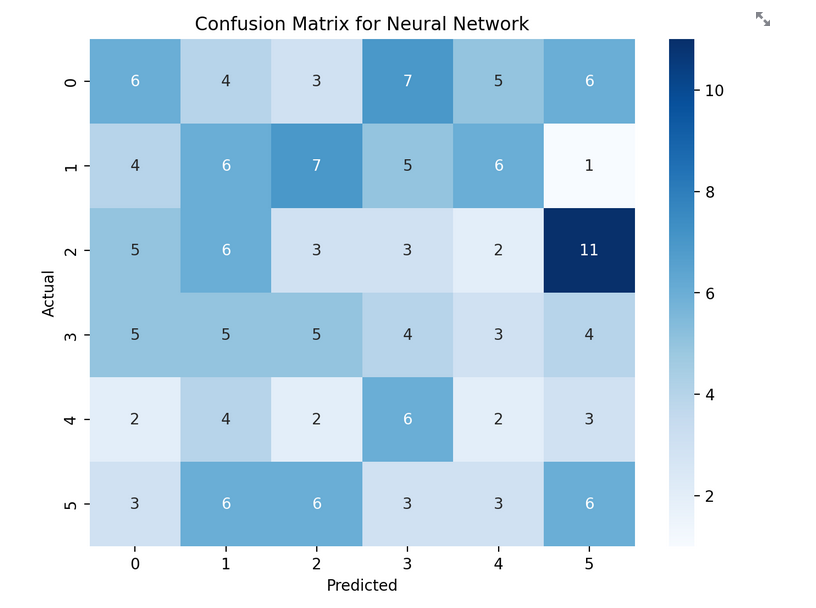 Confusion Matrix for Neural Network
0 6 4 3 7 5 6
1 4 6 7 5 6 1
2 5 6 3 3 2 11
3 5 5 5 4 3 4
4 2 4 2 6 2 3
5 3 6 6 3 3 6
0 1 2 3 4 5
Predicted
Actual
10
8
6
4
2